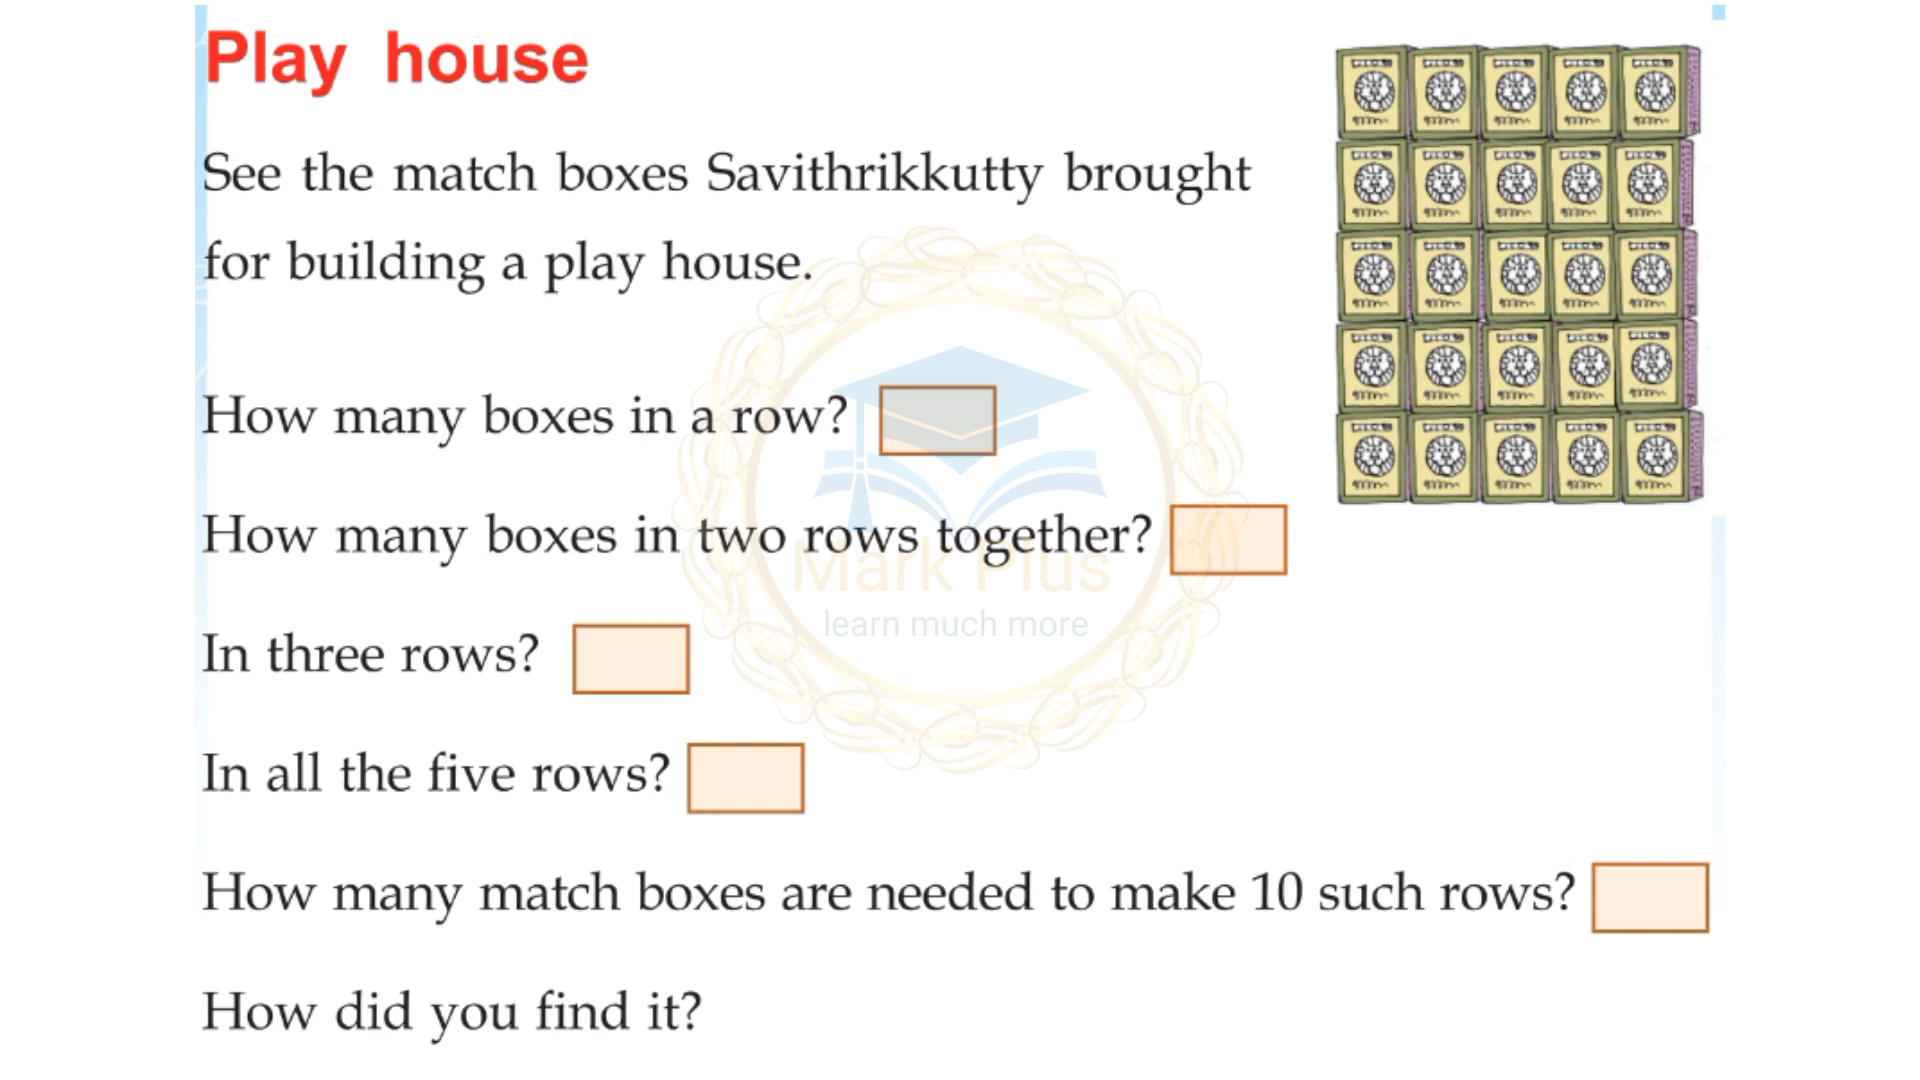 Play house
See the match boxes Savithrikkutty brought
for building a play house.
How many boxes in a row?
How many boxes in two rows together?
Mark Plus
learn much more
In three rows?
In all the five rows?
How many match boxes are needed to make 10 such rows?
How did you find it?